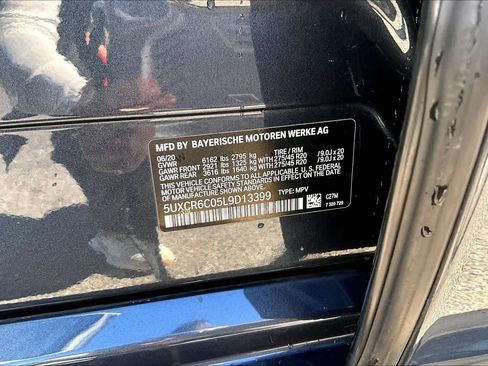 MFD BY BAYERISCHE MOTOREN WERKE AG
06/20 TIRE / RIM
GVWR 6162 lbs 2795 kg
GAWR FRONT 2921 lbs 1325 kg WITH 275/45 R20 /9.0J x 20
GAWR REAR 3616 lbs 1640 kg WITH 275/45 R20 /9.0J x 20
THIS VEHICLE CONFORMS TO ALL APPLICABLE FEDERAL
MOTOR VEHICLE SAFETY STANDARDS IN EFFECT
ON THE DATE OF MANUFACTURE SHOWN ABOVE.
5UXCR6C05L9D13399 TYPE: MPV
C27M
7 320 720